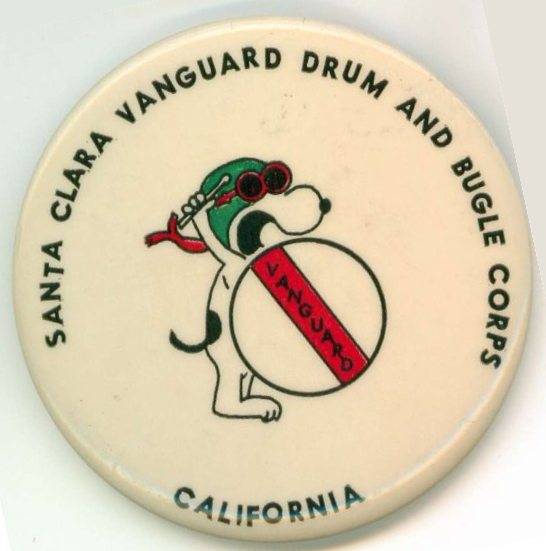 SANTA CLARA VANGUARD DRUM AND BUGLE CORPS
VANGUARD
CALIFORNIA